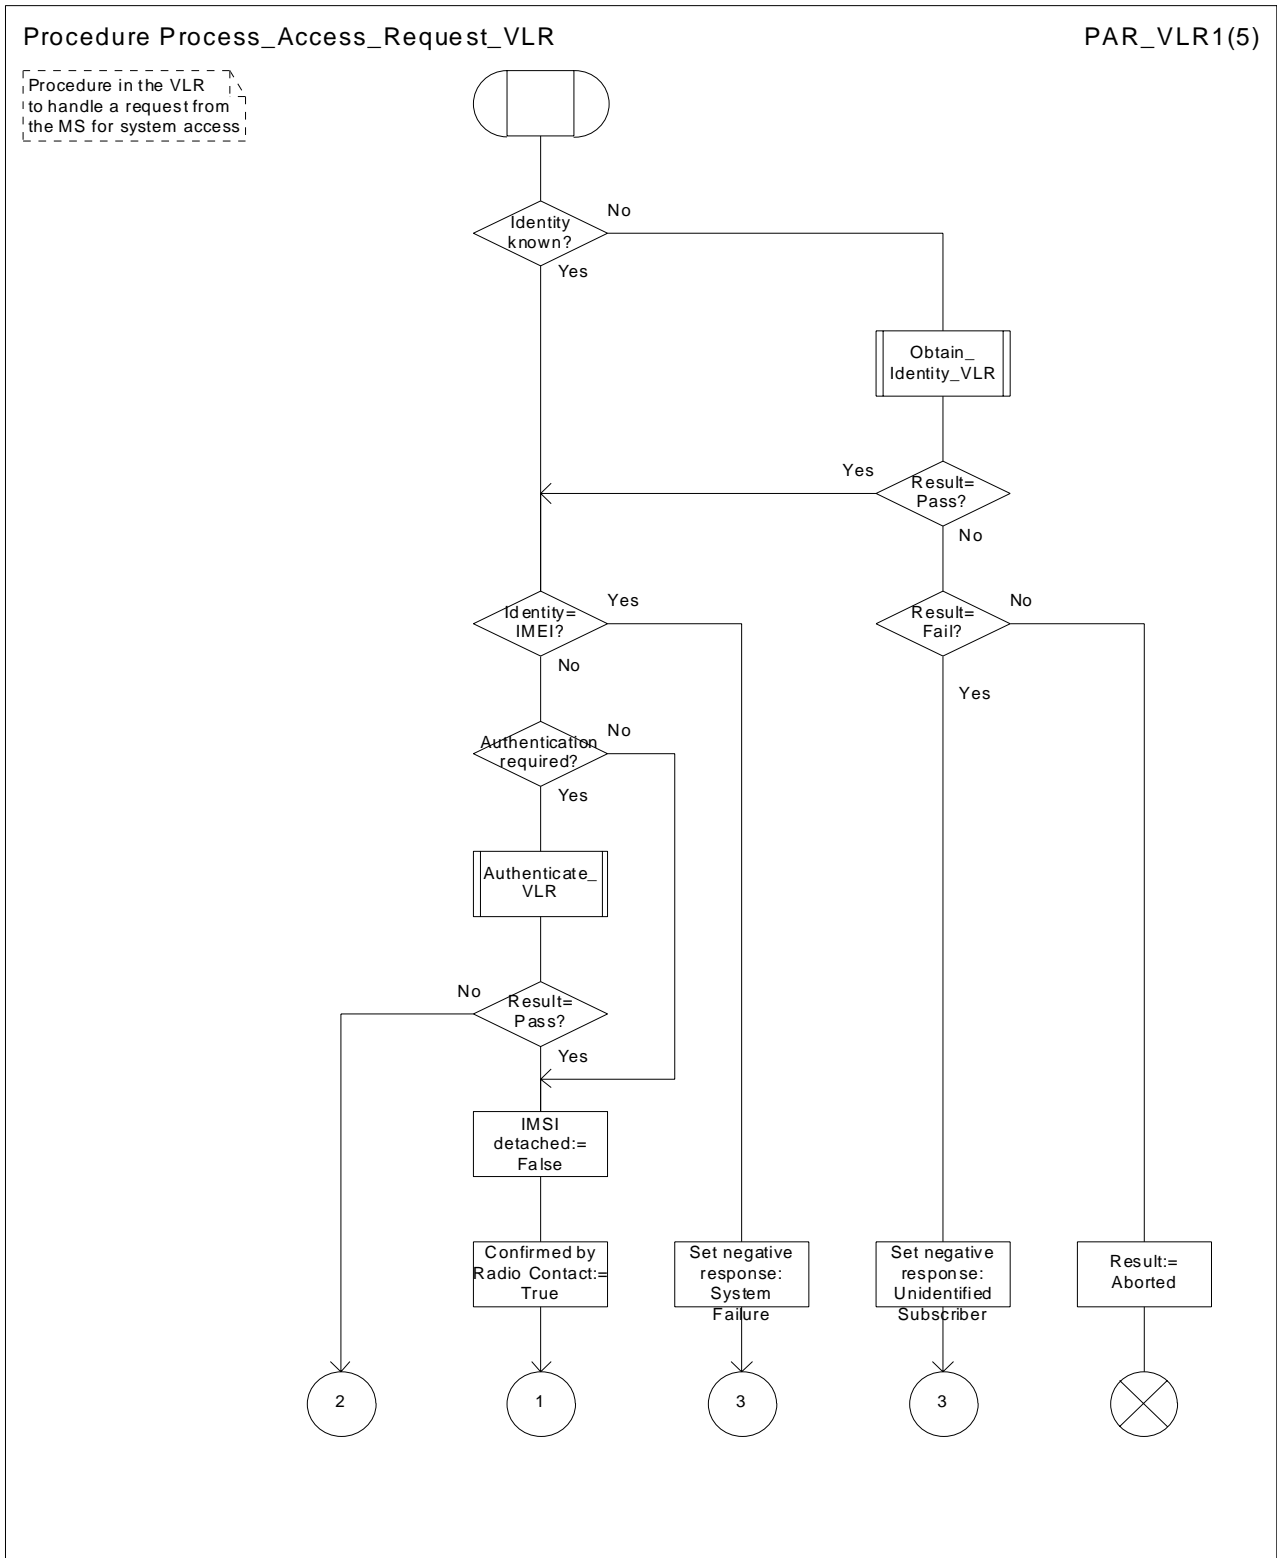 Procedure Process_Access_Request_VLR
PAR_VLR1(5)
Procedure in the VLR
to handle a request from
the MS for system access
Identity
known?
No
Yes
Obtain_
Identity_VLR
Yes
Result=
Pass?
No
Identity=
IMEI?
Yes
No
Result=
Fail?
No
Yes
Authentication
required?
No
Yes
Authenticate_
VLR
No
Result=
Pass?
Yes
IMSI
detached:=
False
Confirmed by
Radio Contact:=
True
Set negative
response:
System
Failure
Set negative
response:
Unidentified
Subscriber
Result:=
Aborted
2
1
3
3